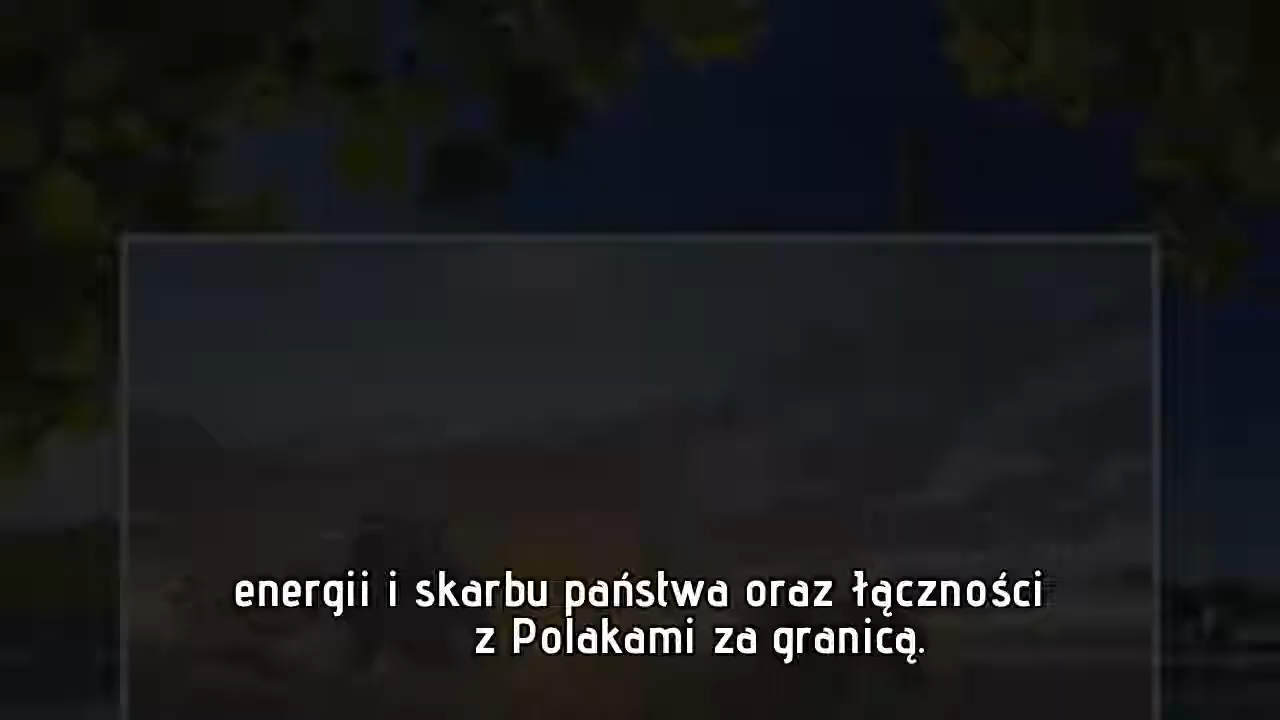 energii i skarbu państwa oraz łączności
z Polakami za granicą.